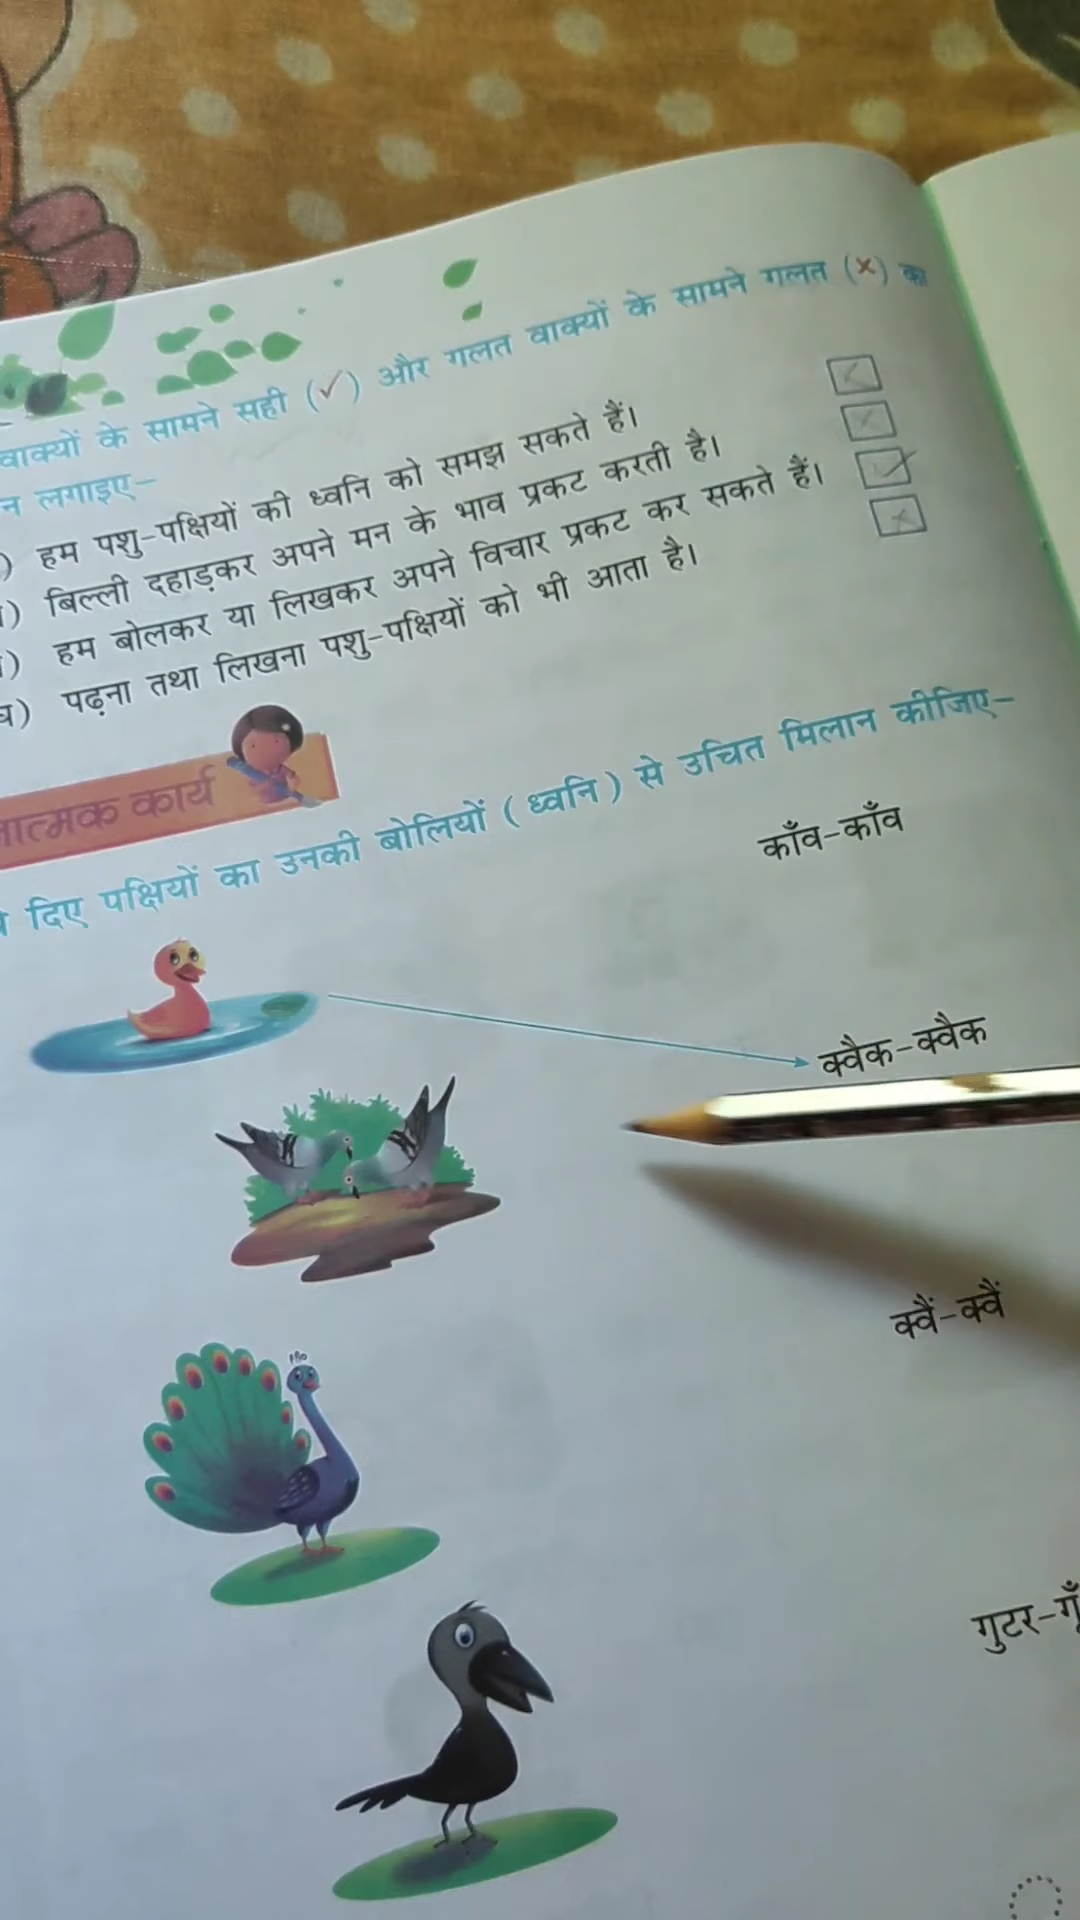 वाक्यों के सामने सही (✓) और गलत वाक्यों के सामने गलत (×) का
न लगाइए–
) हम पशु-पक्षियों की ध्वनि को समझ सकते हैं।
) बिल्ली दहाड़कर अपने मन के भाव प्रकट करती है।
) हम बोलकर या लिखकर अपने विचार प्रकट कर सकते हैं।
घ) पढ़ना तथा लिखना पशु-पक्षियों को भी आता है।
नात्मक कार्य
दिए पक्षियों का उनकी बोलियों (ध्वनि) से उचित मिलान कीजिए–
काँव-काँव
क्वैक-क्वैक
क्वैं-क्वैं
गुटर-गूँ